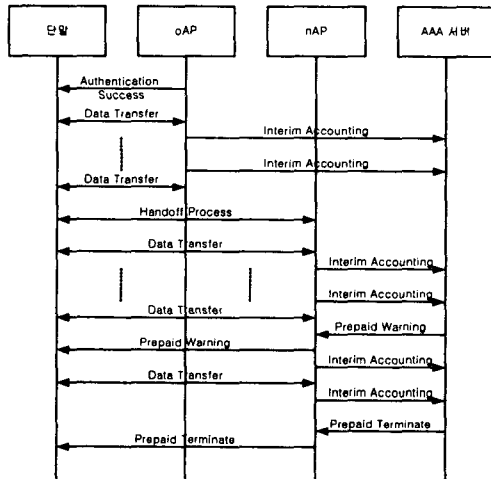 단말 oAP nAP AAA 서버
Authentication
Success
Data Transfer
Interim Accounting
Interim Accounting
Data Transfer
Handoff Process
Data Transfer
Interim Accounting
Interim Accounting
Data Transfer
Prepaid Warning
Prepaid Warning
Interim Accounting
Data Transfer
Interim Accounting
Prepaid Terminate
Prepaid Terminate